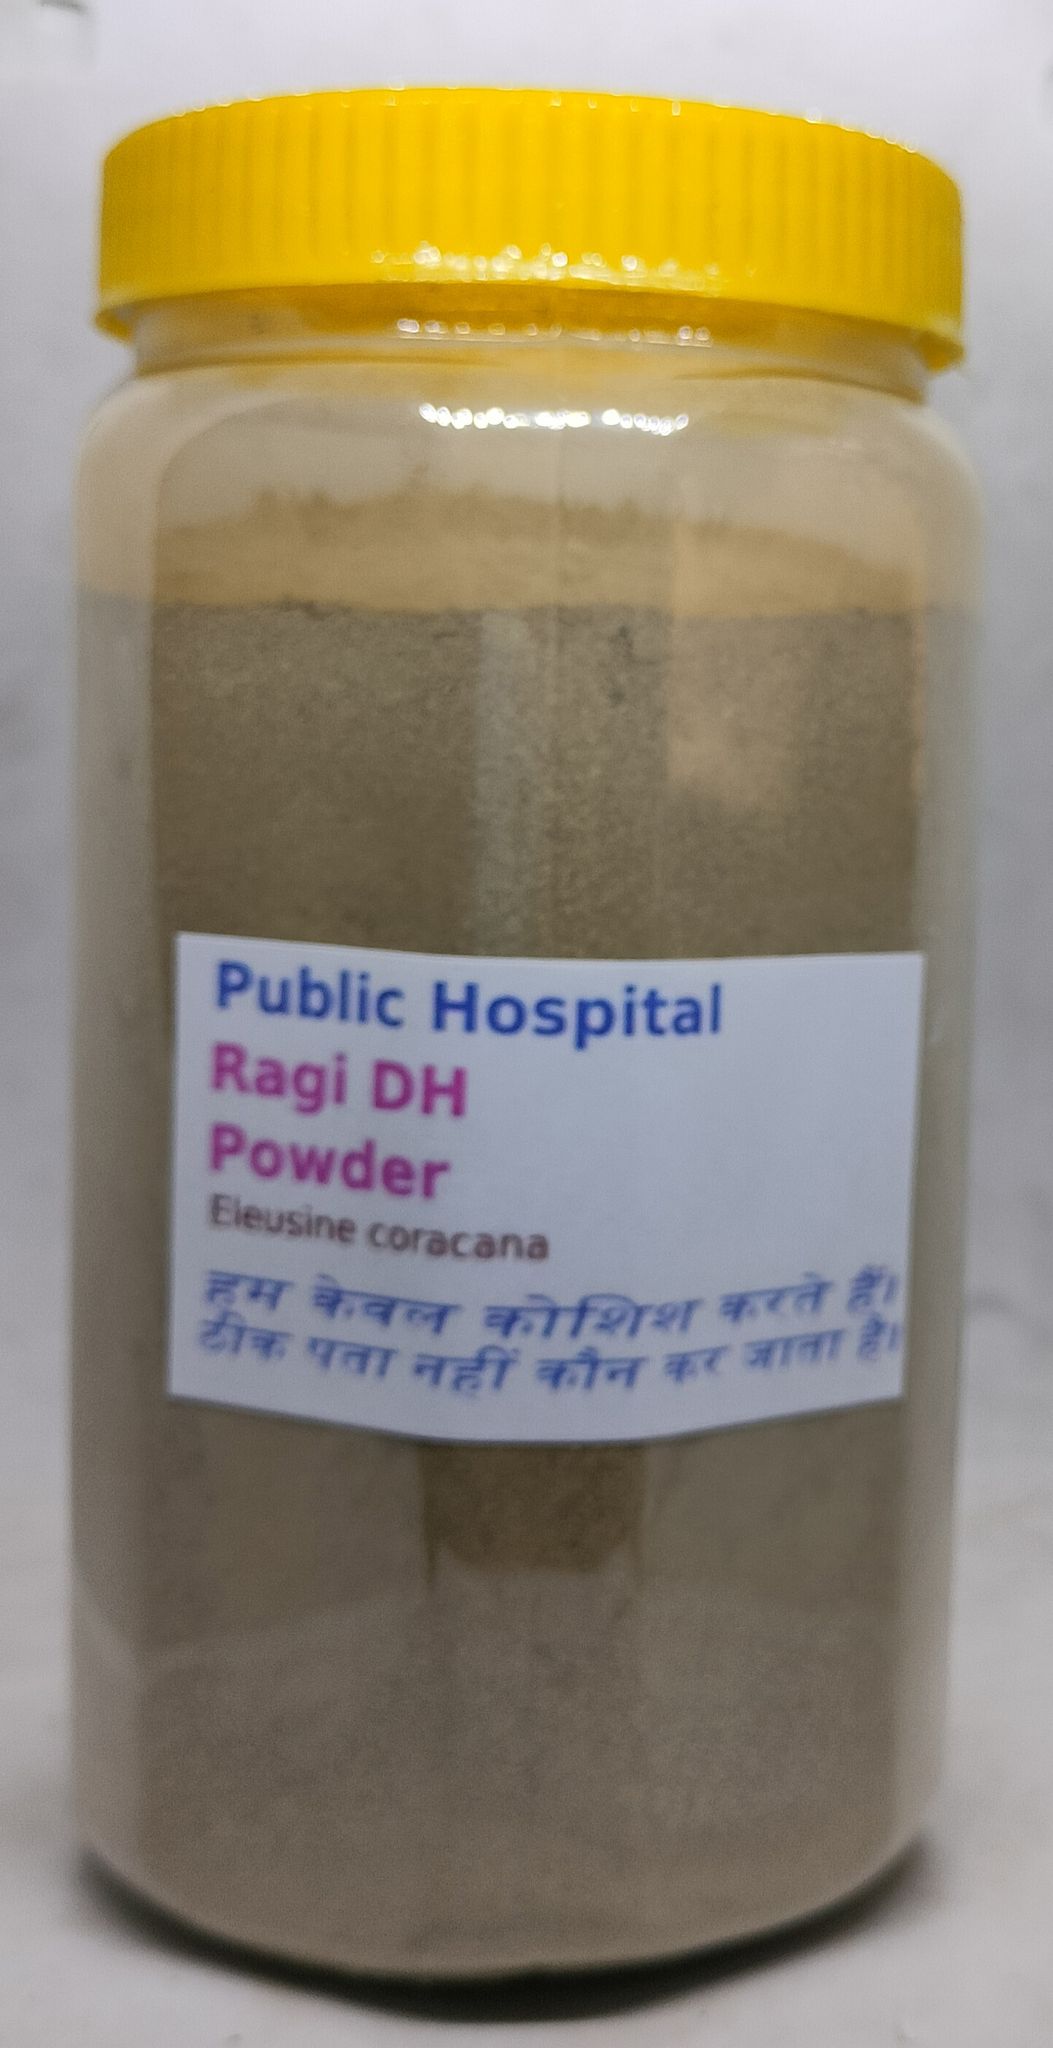 Public Hospital
Ragi DH
Powder
Eleusine coracana
हम केवल कोशिश करते हैं।
ठीक पता नहीं कौन कर जाता है।